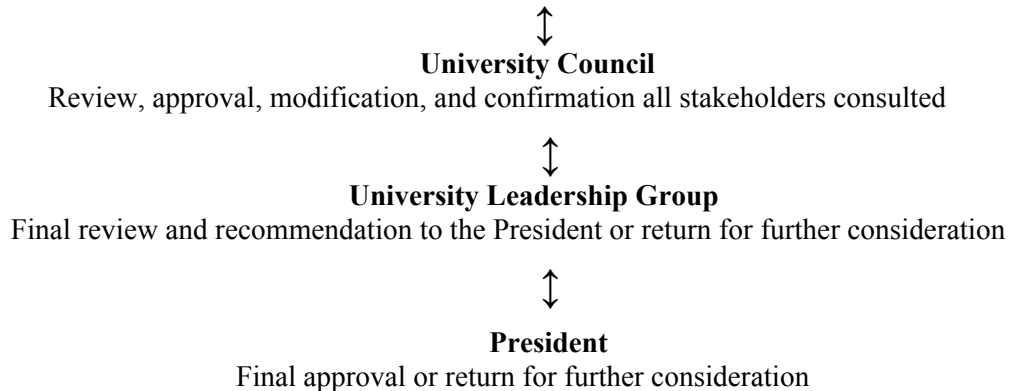 ↕
University Council
Review, approval, modification, and confirmation all stakeholders consulted
↕
University Leadership Group
Final review and recommendation to the President or return for further consideration
↕
President
Final approval or return for further consideration